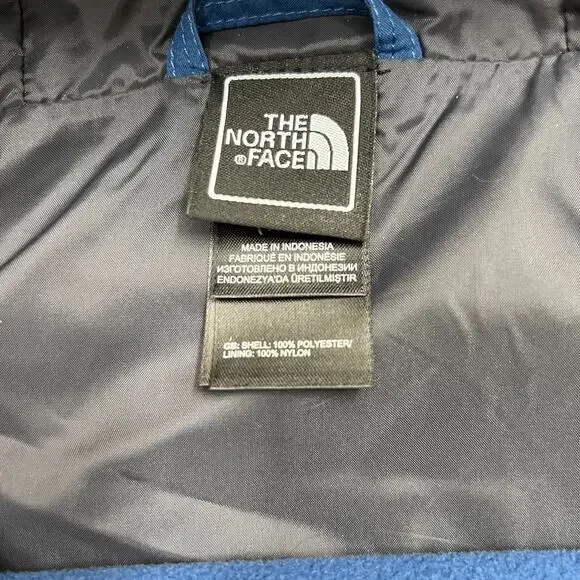 THE
NORTH
®FACE
MADE IN INDONESIA
FABRIQUÉ EN INDONÉSIE
ИЗГОТОВЛЕНО В ИНДОНЕЗИИ
ENDONEZYA'DA ÜRETILMIŞTIR
GB: SHELL: 100% POLYESTER/
LINING: 100% NYLON